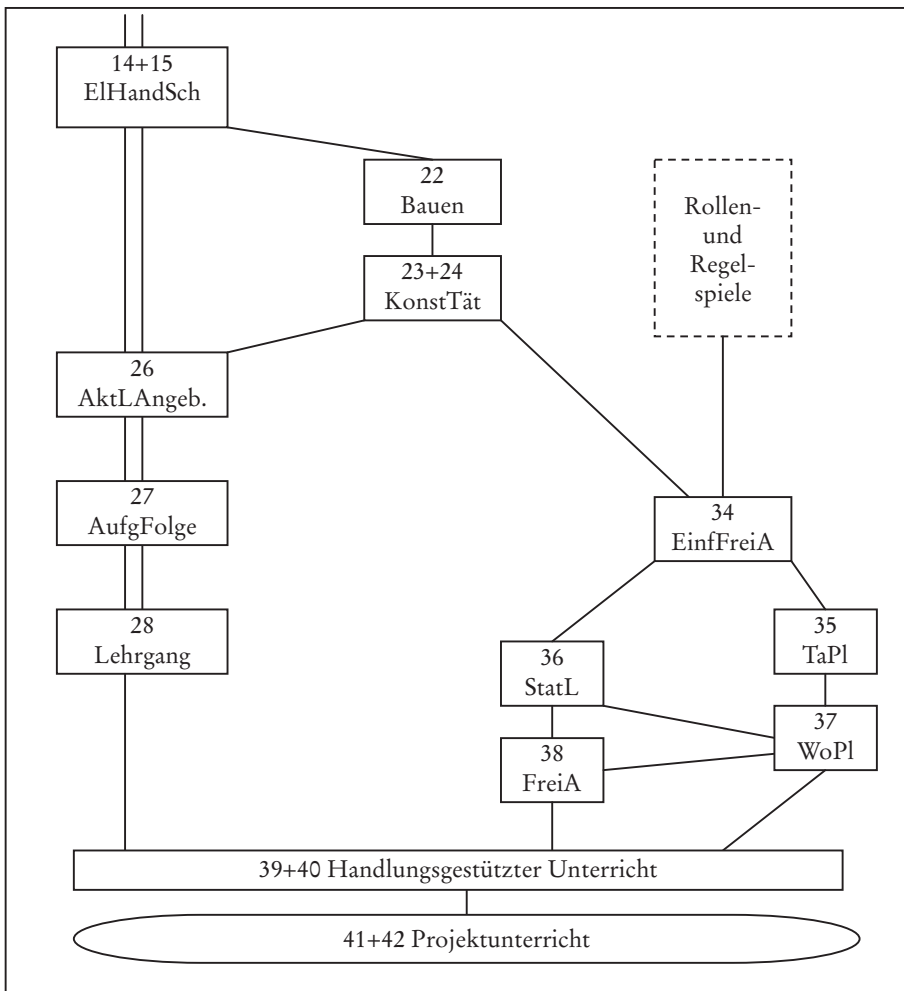 14+15
ElHandSch
22
Bauen
Rollen-
und
Regel-
spiele
23+24
KonstTät
26
AktLAngeb.
27
AufgFolge
34
EinfFreiA
28
Lehrgang
35
TaPl
36
StatL
37
WoPl
38
FreiA
39+40 Handlungsgestützter Unterricht
41+42 Projektunterricht